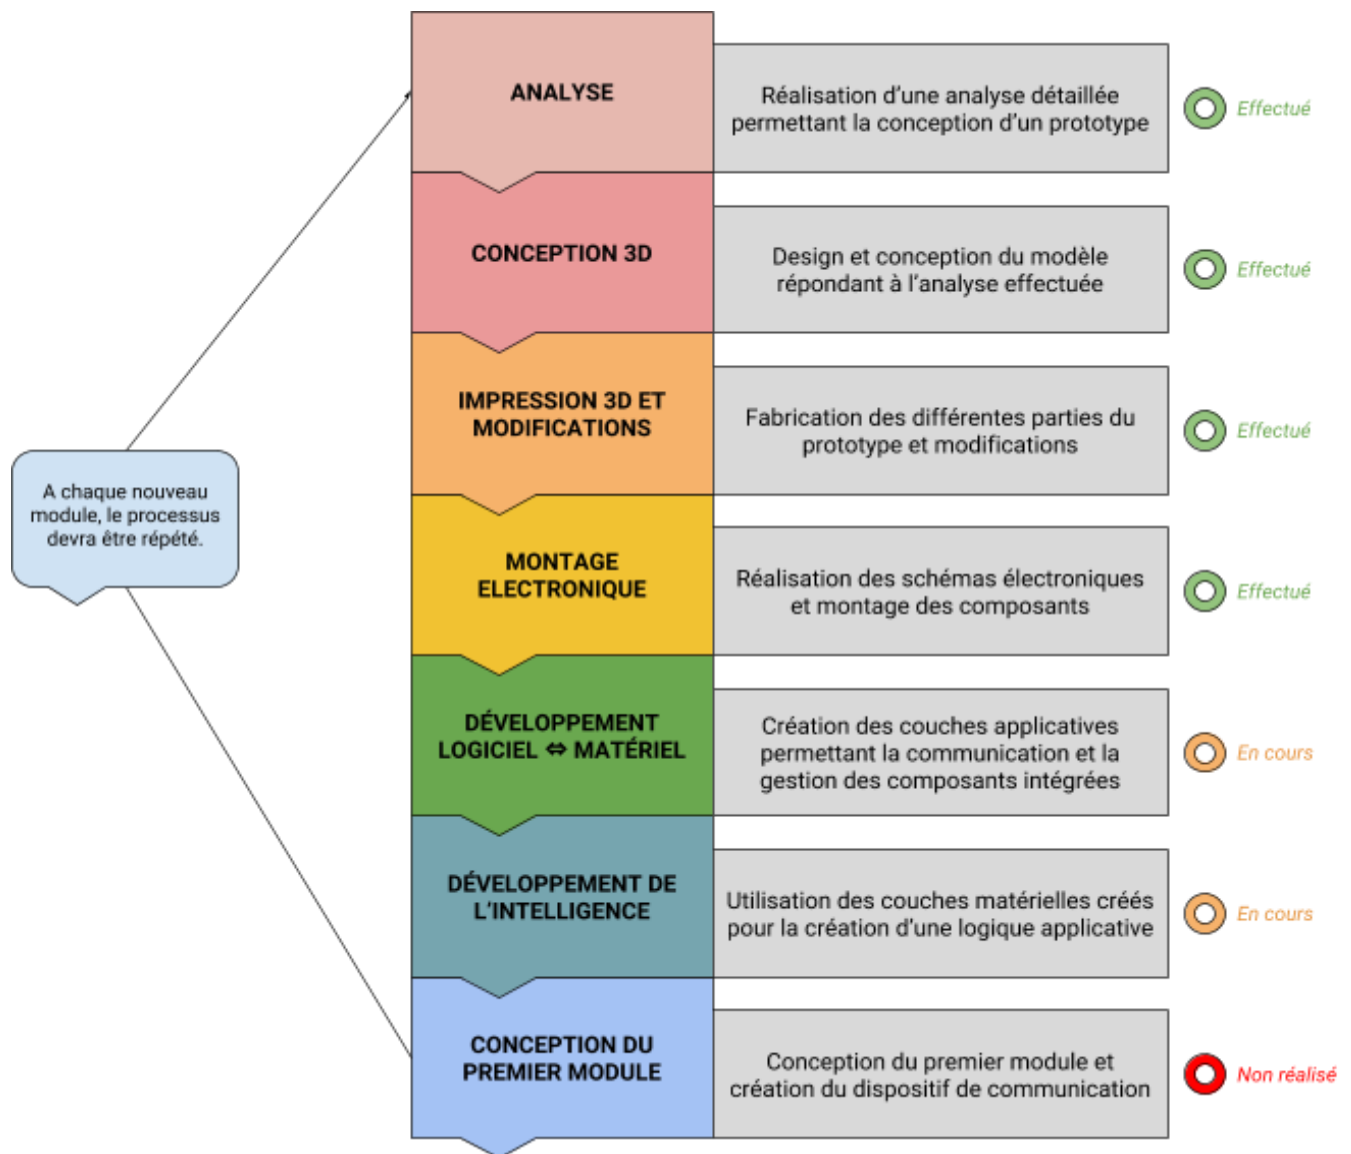 ANALYSE
Réalisation d'une analyse détaillée
permettant la conception d'un prototype
Effectué
CONCEPTION 3D
Design et conception du modèle
répondant à l'analyse effectuée
Effectué
IMPRESSION 3D ET
MODIFICATIONS
Fabrication des différentes parties du
prototype et modifications
Effectué
A chaque nouveau
module, le processus
devra être répété.
MONTAGE
ELECTRONIQUE
Réalisation des schémas électroniques
et montage des composants
Effectué
DÉVELOPPEMENT
LOGICIEL ⇔ MATÉRIEL
Création des couches applicatives
permettant la communication et la
gestion des composants intégrées
En cours
DÉVELOPPEMENT DE
L'INTELLIGENCE
Utilisation des couches matérielles créés
pour la création d'une logique applicative
En cours
CONCEPTION DU
PREMIER MODULE
Conception du premier module et
création du dispositif de communication
Non réalisé